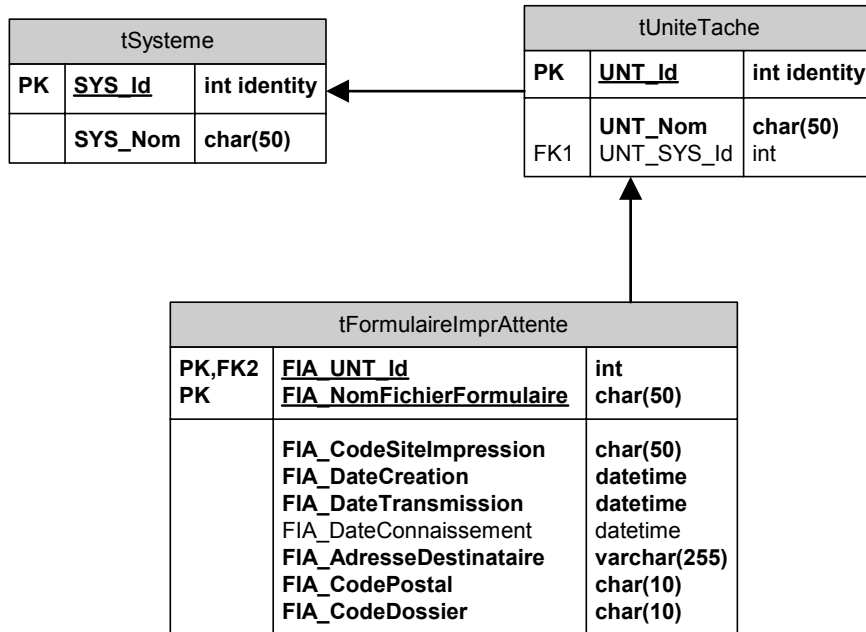 tSysteme
PK SYS_Id int identity
SYS_Nom char(50)
tUniteTache
PK UNT_Id int identity
UNT_Nom char(50)
FK1 UNT_SYS_Id int
tFormulaireImprAttente
PK,FK2 FIA_UNT_Id int
PK FIA_NomFichierFormulaire char(50)
FIA_CodeSiteImpression char(50)
FIA_DateCreation datetime
FIA_DateTransmission datetime
FIA_DateConnaissement datetime
FIA_AdresseDestinataire varchar(255)
FIA_CodePostal char(10)
FIA_CodeDossier char(10)